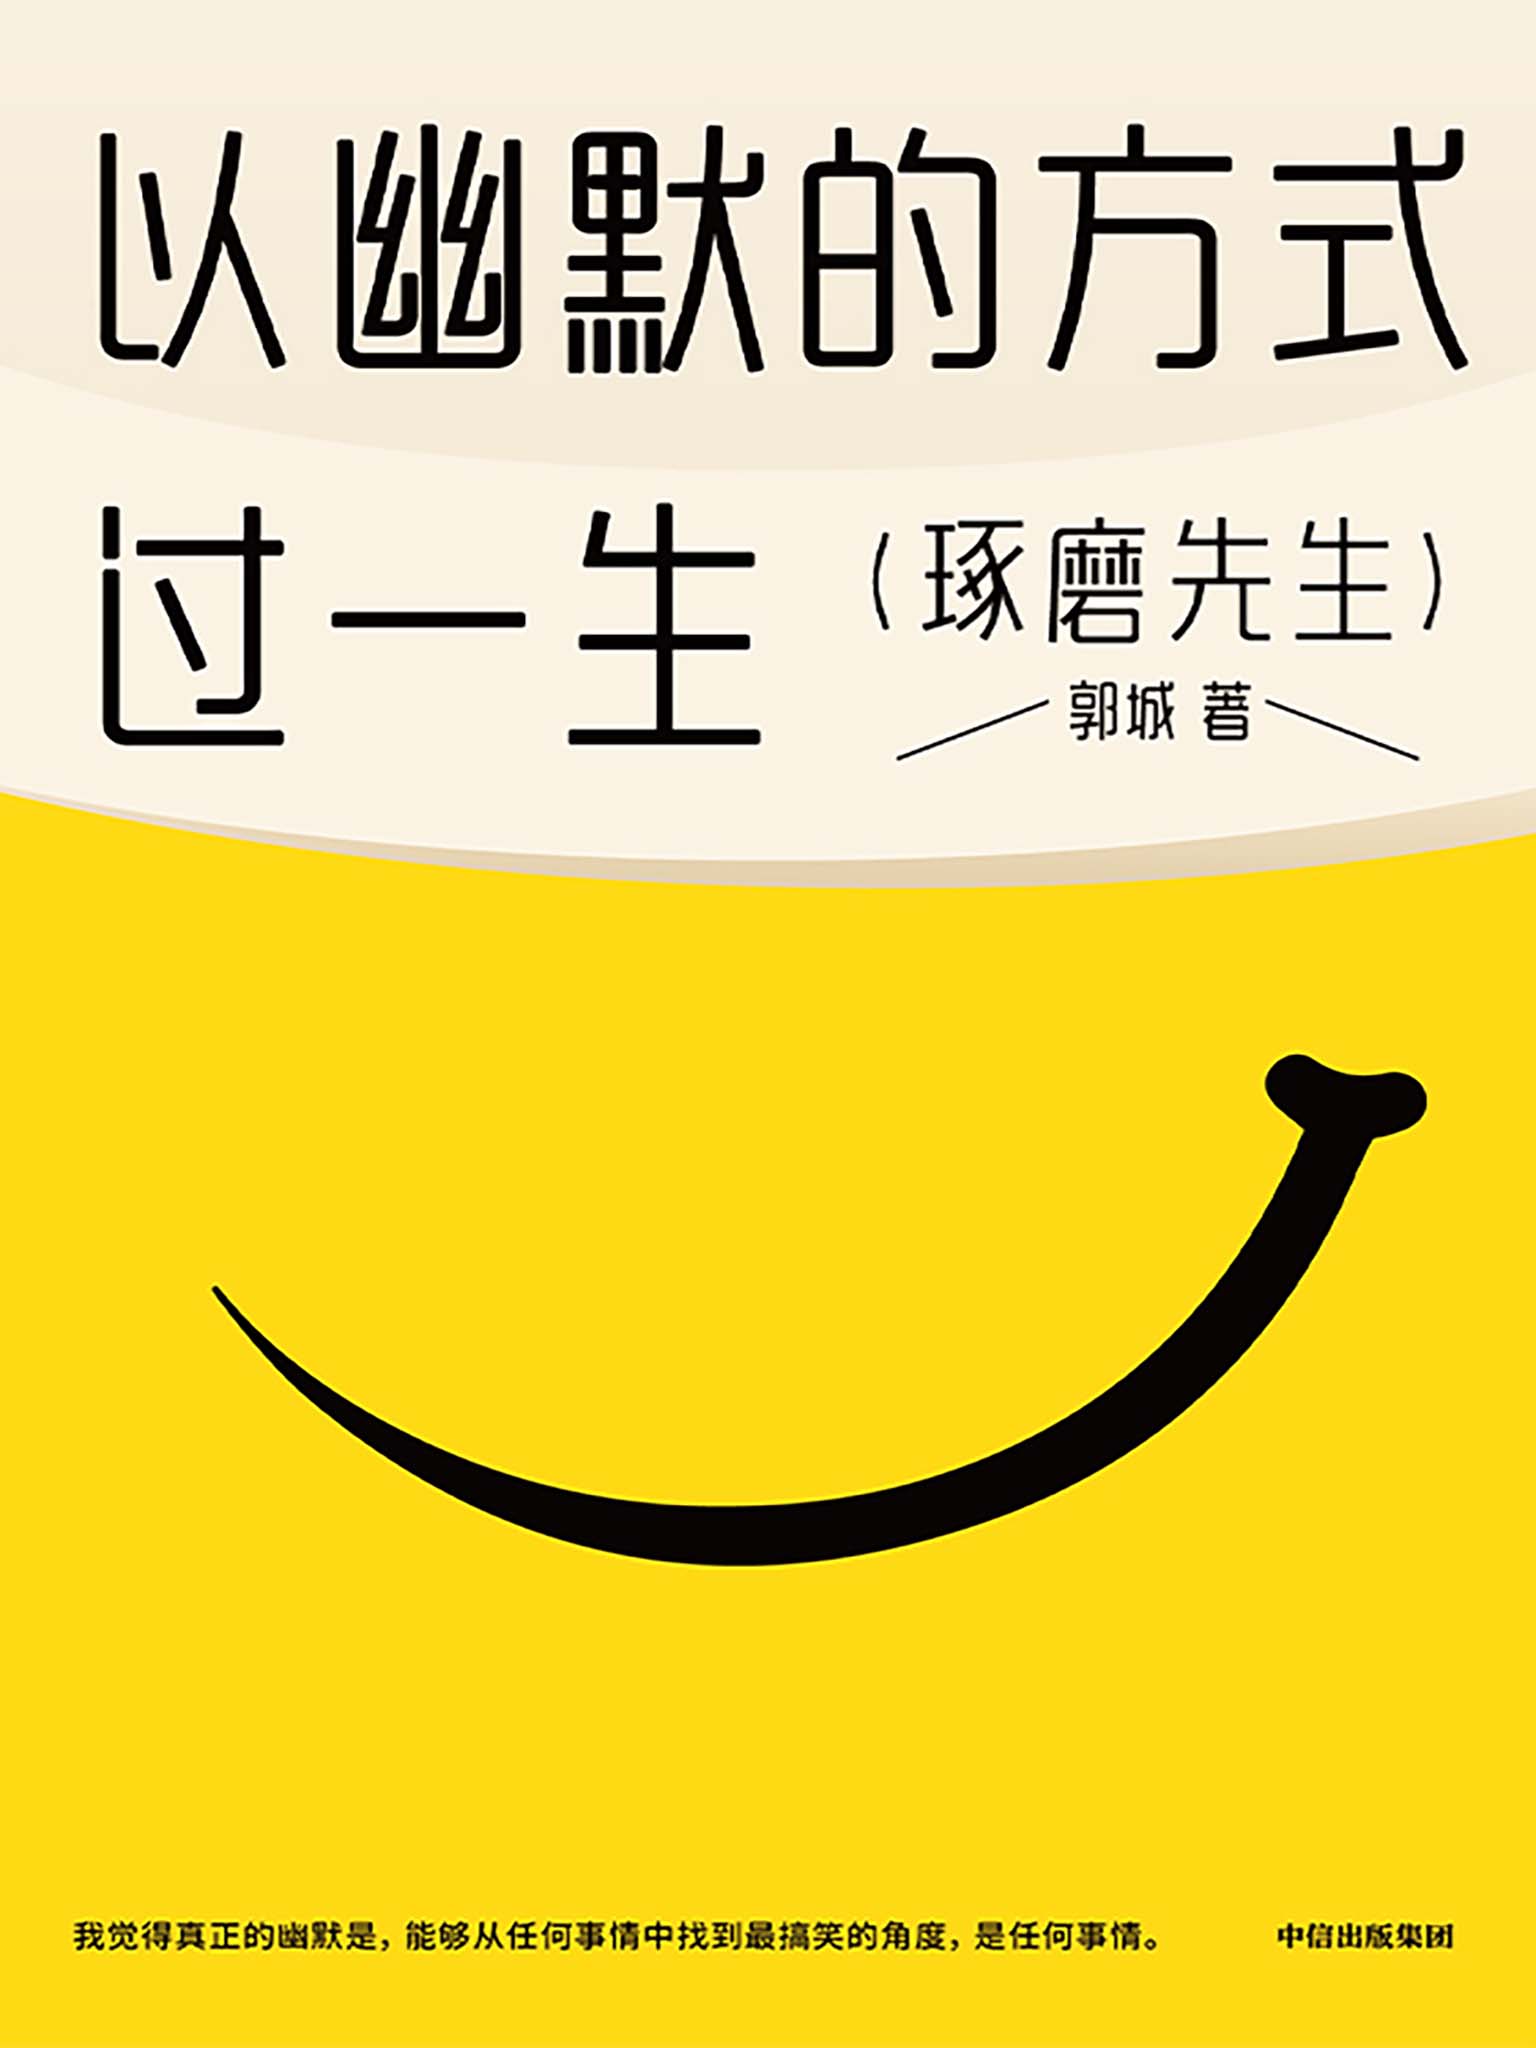 以幽默的方式
过一生
（琢磨先生）
郭城 著
我觉得真正的幽默是，能够从任何事情中找到最搞笑的角度，是任何事情。
中信出版集团